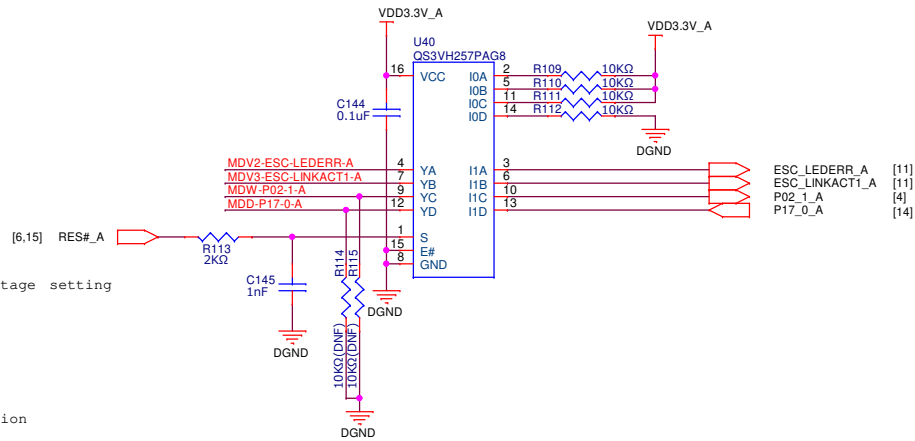 VDD3.3V_A
VDD3.3V_A
U40
QS3VH257PAG8
16 VCC I0A 2 R109 10KΩ
I0B 5 R110 10KΩ
I0C 11 R111 10KΩ
I0D 14 R112 10KΩ
C144
0.1uF
DGND
MDV2-ESC-LEDERR-A 4 YA I1A 3 ESC_LEDERR_A [11]
MDV3-ESC-LINKACT1-A 7 YB I1B 6 ESC_LINKACT1_A [11]
MDW-P02-1-A 9 YC I1C 10 P02_1_A [4]
MDD-P17-0-A 12 YD I1D 13 P17_0_A [14]
[6,15] RES#_A 1 S
R113
2KΩ
15 E#
8 GND
R114
R115
C145
1nF
tage setting
DGND
DGND
10KΩ(DNF)
10KΩ(DNF)
ion
DGND